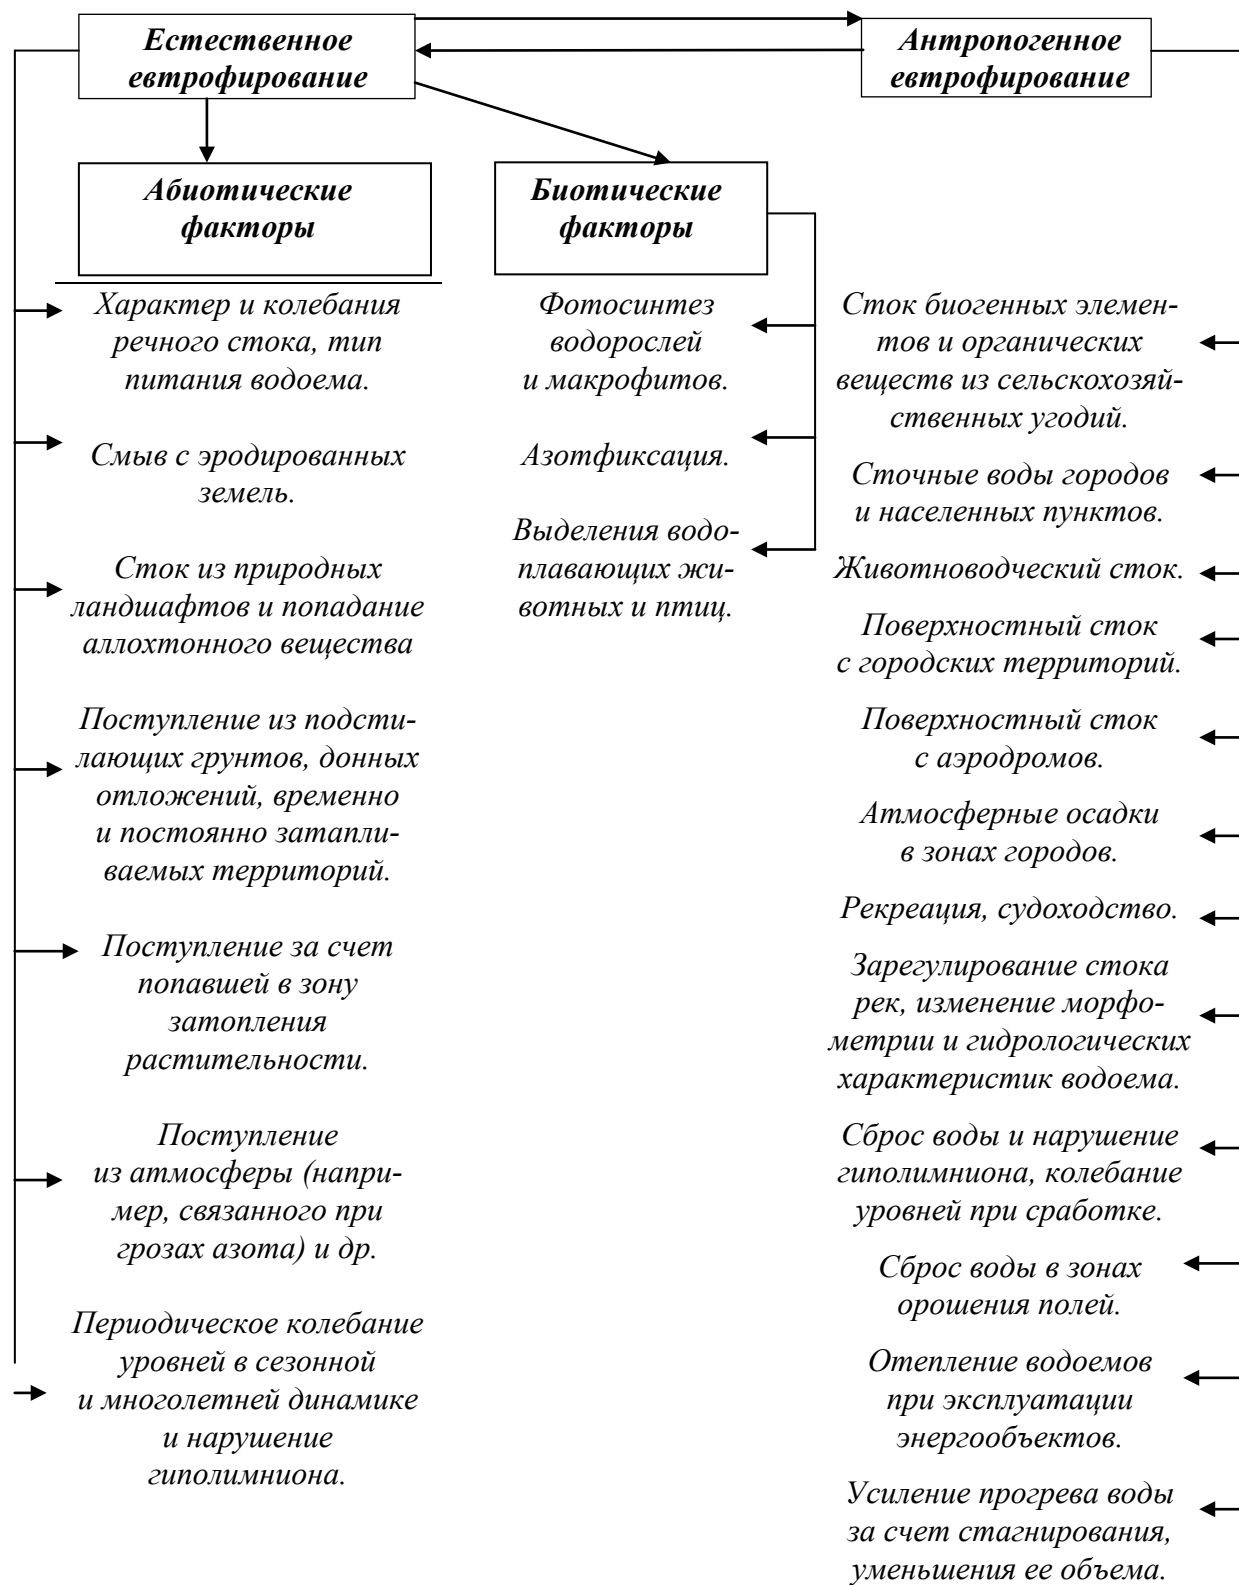 Естественное
евтрофирование
Антропогенное
евтрофирование
Абиотические
факторы
Биотические
факторы
Характер и колебания
речного стока, тип
питания водоема.
Смыв с эродированных
земель.
Сток из природных
ландшафтов и попадание
аллохтонного вещества
Поступление из подсти-
лающих грунтов, донных
отложений, временно
и постоянно затапли-
ваемых территорий.
Поступление за счет
попавшей в зону
затопления
растительности.
Поступление
из атмосферы (напри-
мер, связанного при
грозах азота) и др.
Периодическое колебание
уровней в сезонной
и многолетней динамике
и нарушение
гиполимниона.
Фотосинтез
водорослей
и макрофитов.
Азотфиксация.
Выделения водо-
плавающих жи-
вотных и птиц.
Сток биогенных элемен-
тов и органических
веществ из сельскохозяй-
ственных угодий.
Сточные воды городов
и населенных пунктов.
Животноводческий сток.
Поверхностный сток
с городских территорий.
Поверхностный сток
с аэродромов.
Атмосферные осадки
в зонах городов.
Рекреация, судоходство.
Зарегулирование стока
рек, изменение морфо-
метрии и гидрологических
характеристик водоема.
Сброс воды и нарушение
гиполимниона, колебание
уровней при сработке.
Сброс воды в зонах
орошения полей.
Отепление водоемов
при эксплуатации
энергообъектов.
Усиление прогрева воды
за счет стагнирования,
уменьшения ее объема.